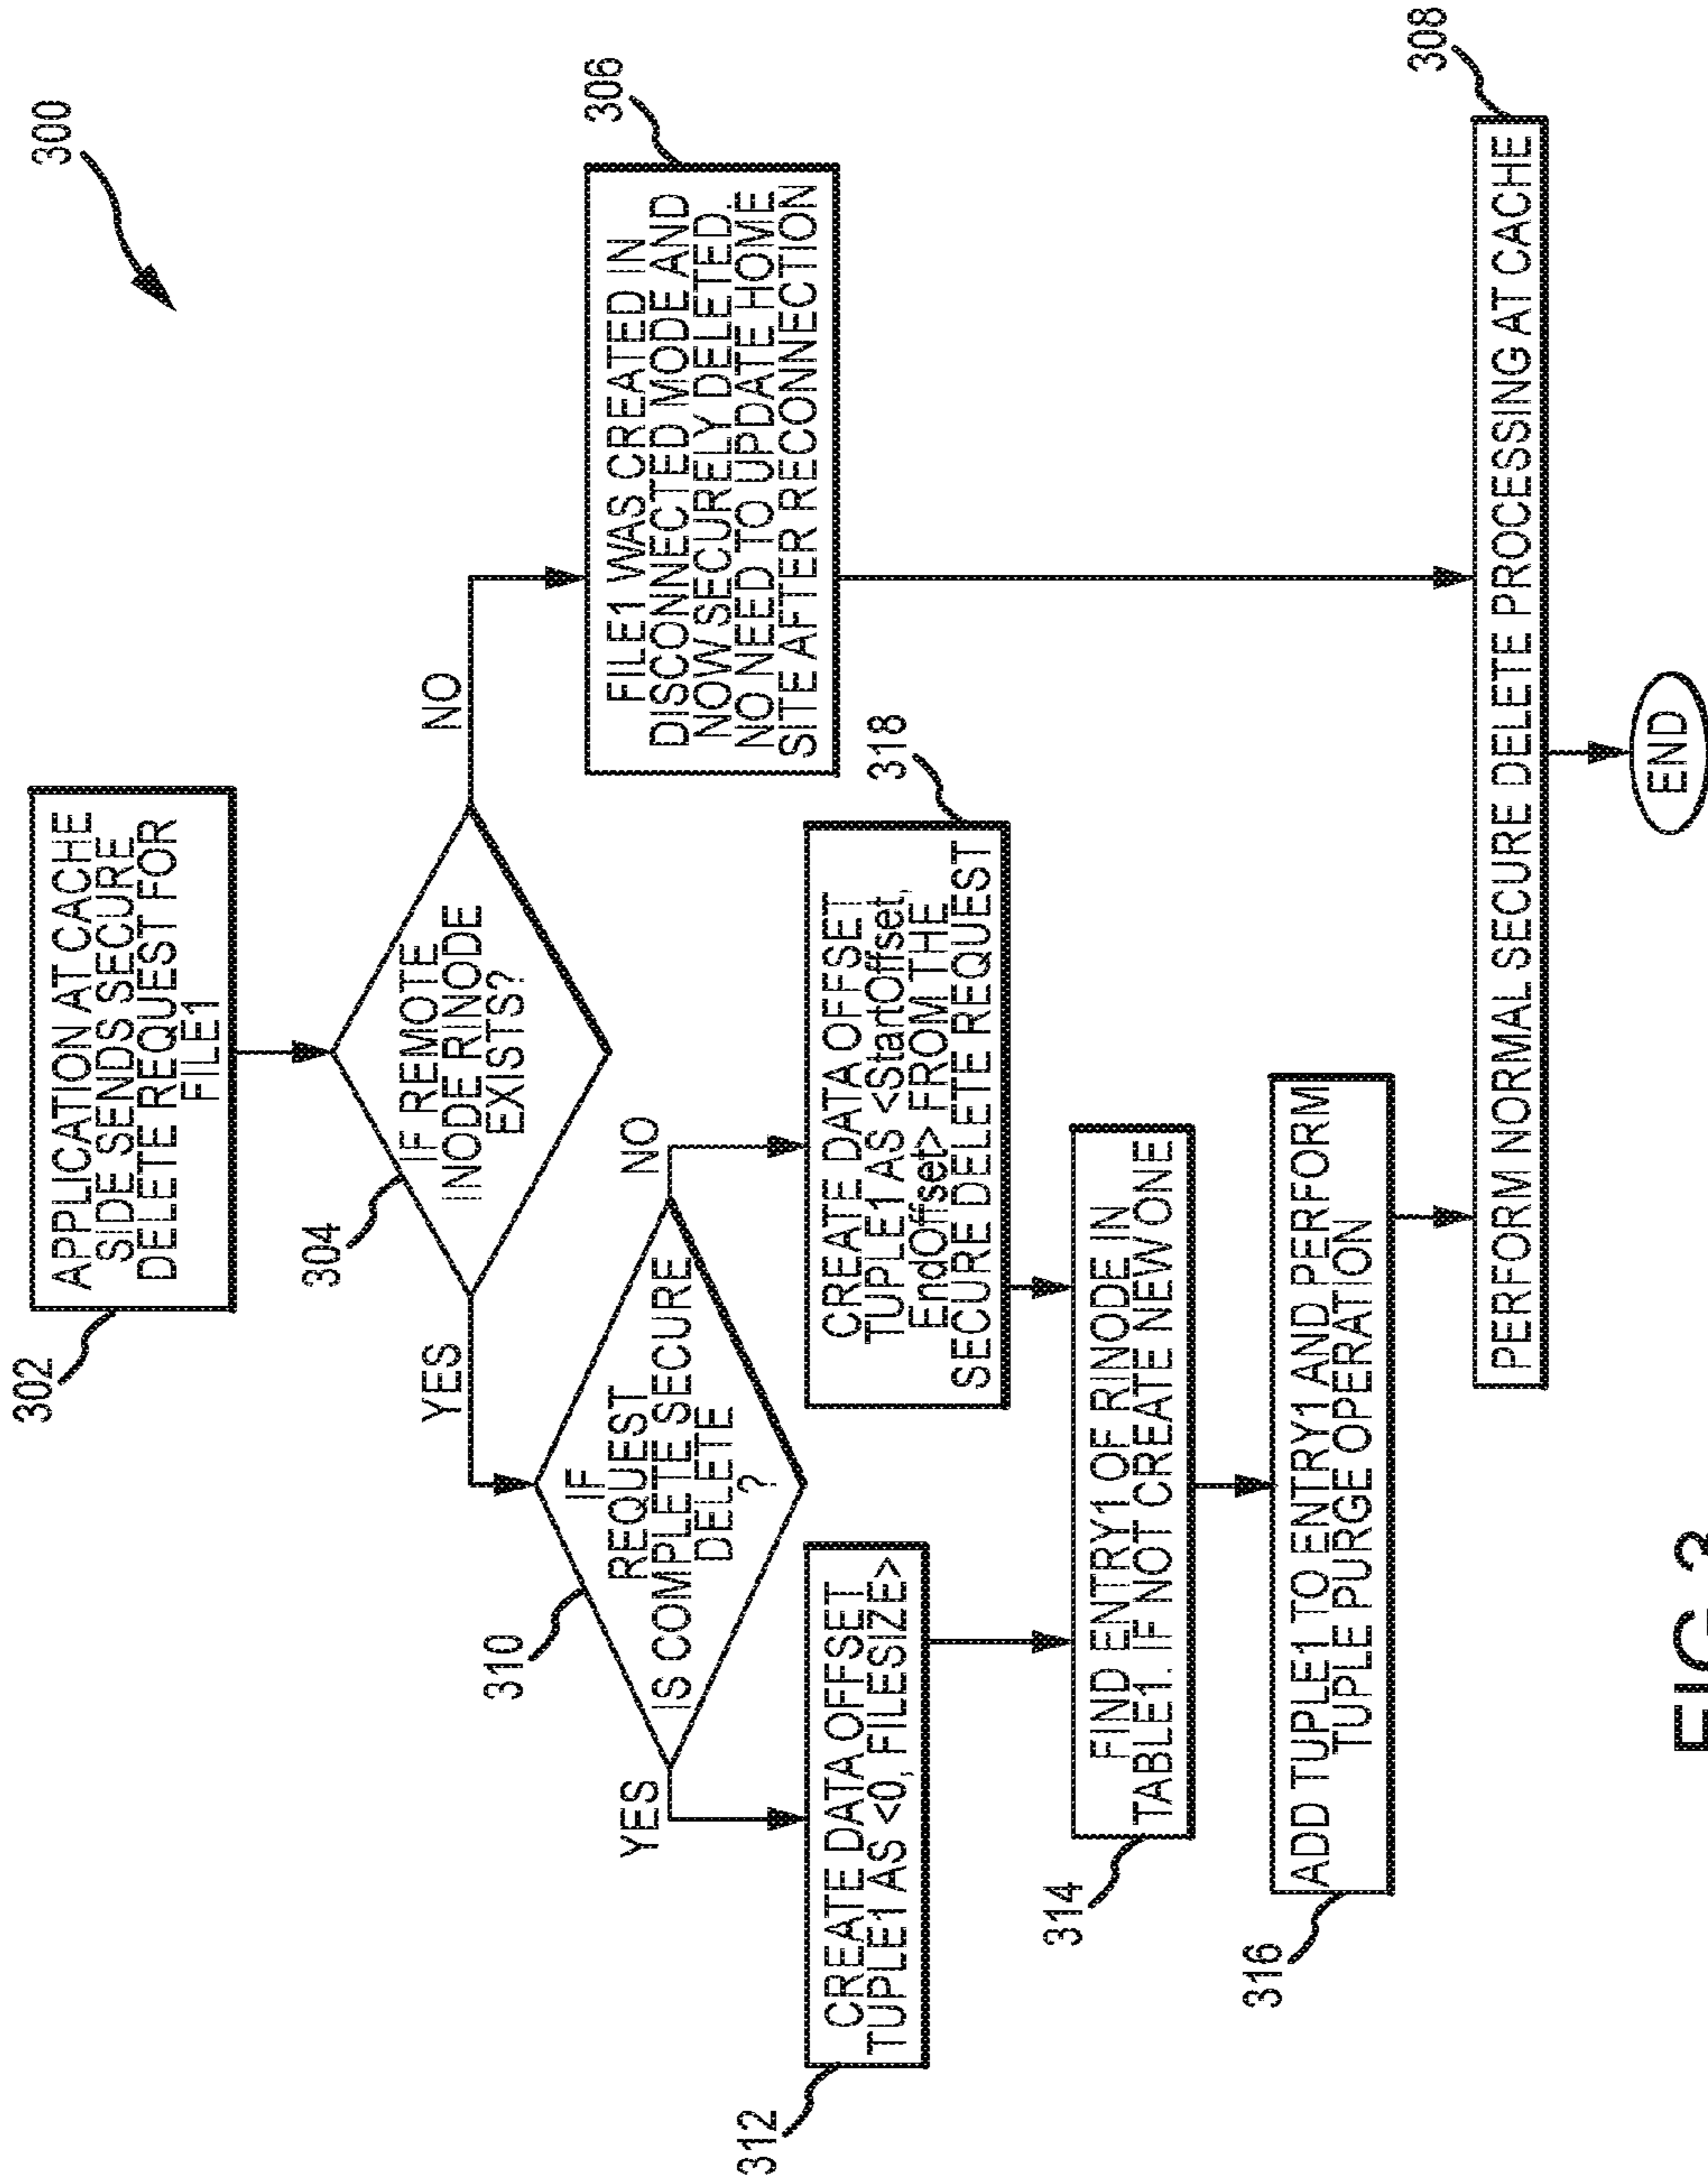 300
302
APPLICATION AT CACHE
SIDE SENDS SECURE
DELETE REQUEST FOR
FILE1
304
IF REMOTE
INODE RINODE
EXISTS?
YES
NO
306
FILE1 WAS CREATED IN
DISCONNECTED MODE AND
NOW SECURELY DELETED.
NO NEED TO UPDATE HOME
SITE AFTER RECONNECTION
310
IF
REQUEST
IS COMPLETE SECURE
DELETE
?
YES
NO
312
CREATE DATA OFFSET
TUPLE1 AS <0, FILESIZE>
318
CREATE DATA OFFSET
TUPLE1 AS <StartOffset,
EndOffset> FROM THE
SECURE DELETE REQUEST
314
FIND ENTRY1 OF RINODE IN
TABLE1. IF NOT CREATE NEW ONE
316
ADD TUPLE1 TO ENTRY1 AND PERFORM
TUPLE PURGE OPERATION
308
PERFORM NORMAL SECURE DELETE PROCESSING AT CACHE
END
FIG. 3